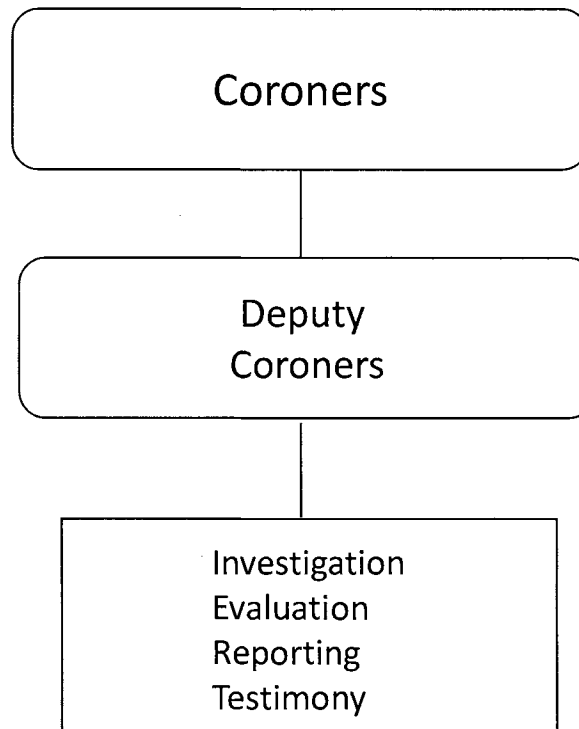 Coroners
Deputy
Coroners
Investigation
Evaluation
Reporting
Testimony